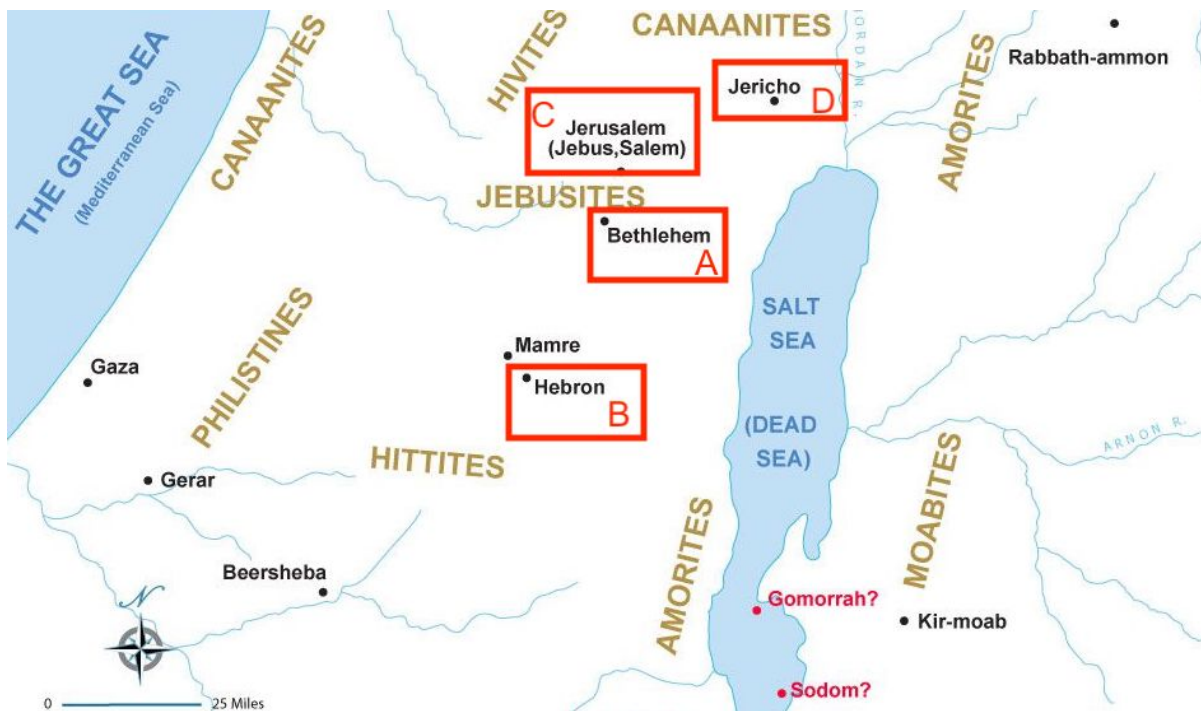 CANAANITES
HIVITES
CANAANITES
AMORITES
Rabbath-ammon
THE GREAT SEA
(Mediterranean Sea)
Jericho
D
JORDAN R.
C
Jerusalem
(Jebus,Salem)
JEBUSITES
Bethlehem
A
SALT
SEA
(DEAD
SEA)
Mamre
Hebron
B
Gaza
PHILISTINES
HITTITES
Gerar
ARNON R.
MOABITES
AMORITES
Beersheba
Gomorrah?
Kir-moab
Sodom?
N
0 25 Miles